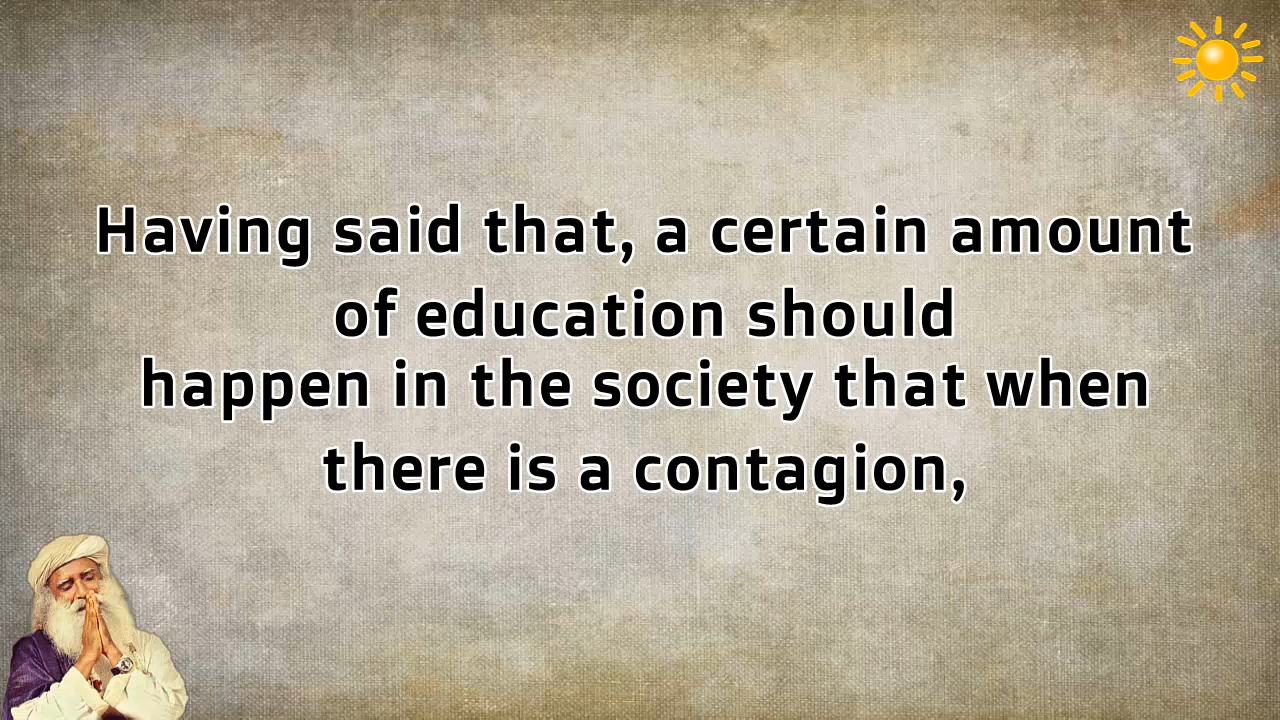 Having said that, a certain amount
of education should
happen in the society that when
there is a contagion,